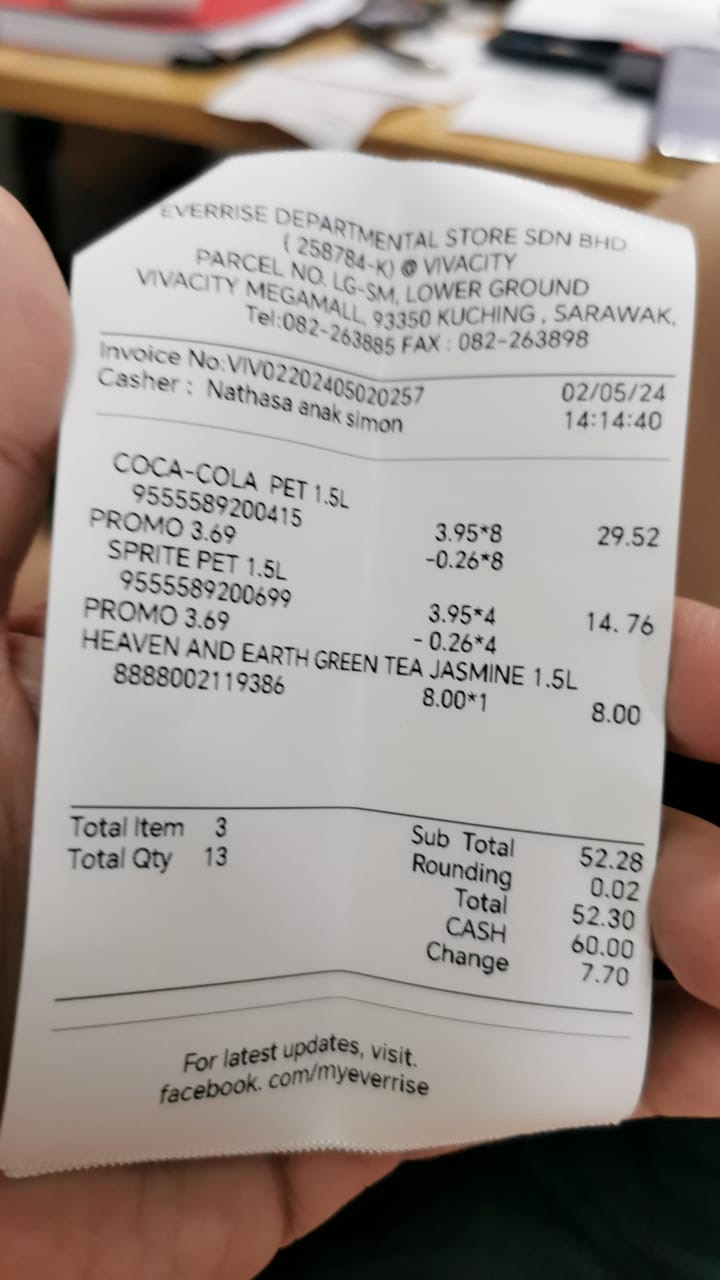 EVERRISE DEPARTMENTAL STORE SDN BHD
( 258784-K) @ VIVACITY
PARCEL NO. LG-SM, LOWER GROUND
VIVACITY MEGAMALL, 93350 KUCHING , SARAWAK,
Tel:082-263885 FAX : 082-263898
Invoice No:VIV02202405020257 02/05/24
Casher : Nathasa anak simon 14:14:40
COCA-COLA PET 1.5L
9555589200415 3.95*8 29.52
PROMO 3.69 -0.26*8
SPRITE PET 1.5L
9555589200699 3.95*4 14. 76
PROMO 3.69 - 0.26*4
HEAVEN AND EARTH GREEN TEA JASMINE 1.5L
8888002119386 8.00*1 8.00
Total Item 3 Sub Total 52.28
Total Qty 13 Rounding 0.02
Total 52.30
CASH 60.00
Change 7.70
For latest updates, visit.
facebook. com/myeverrise